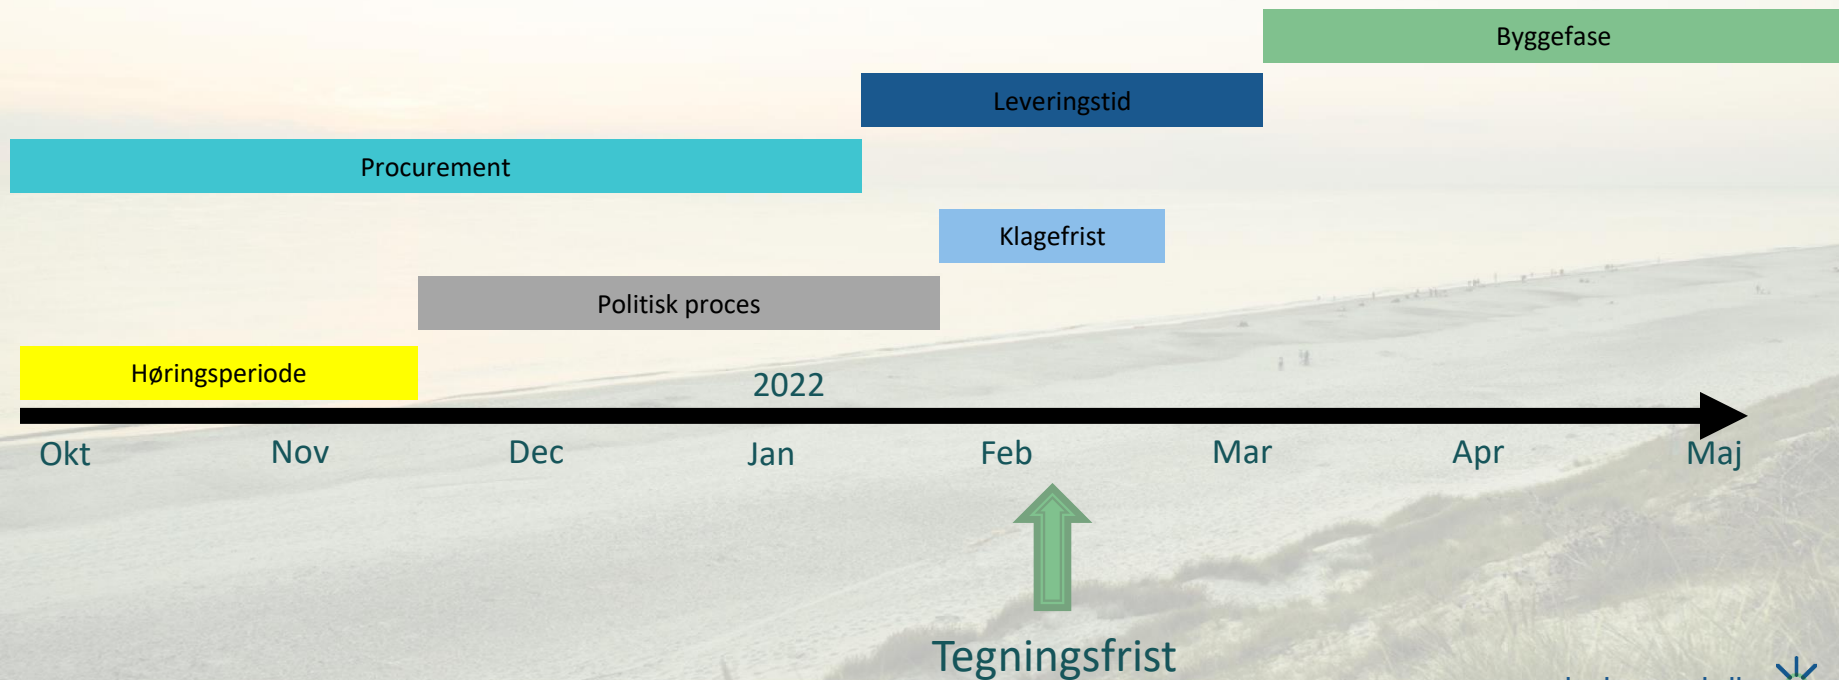 Byggefase
Leveringstid
Procurement
Klagefrist
Politisk proces
Høringsperiode
2022
Okt Nov Dec Jan Feb Mar Apr Maj
Tegningsfrist